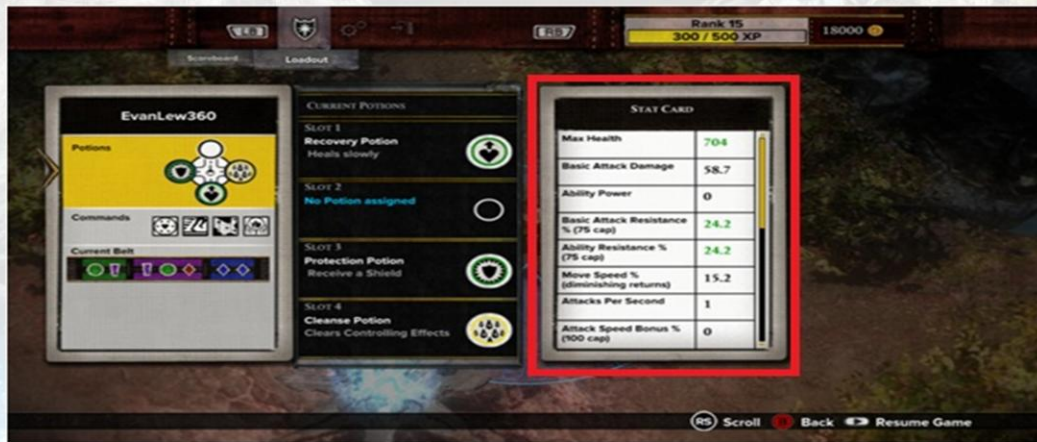 LB
RB
Rank 15
300 / 500 XP
18000
Scoreboard
Loadout
EvanLew360
Potions
Commands
Current Belt
CURRENT POTIONS
SLOT 1
Recovery Potion
Heals slowly
SLOT 2
No Potion assigned
SLOT 3
Protection Potion
Receive a Shield
SLOT 4
Cleanse Potion
Clears Controlling Effects
STAT CARD
Max Health 704
Basic Attack Damage 58.7
Ability Power 0
Basic Attack Resistance
% (75 cap) 24.2
Ability Resistance %
(75 cap) 24.2
Move Speed %
(diminishing returns) 15.2
Attacks Per Second 1
Attack Speed Bonus %
(100 cap) 0
RS Scroll B Back Resume Game